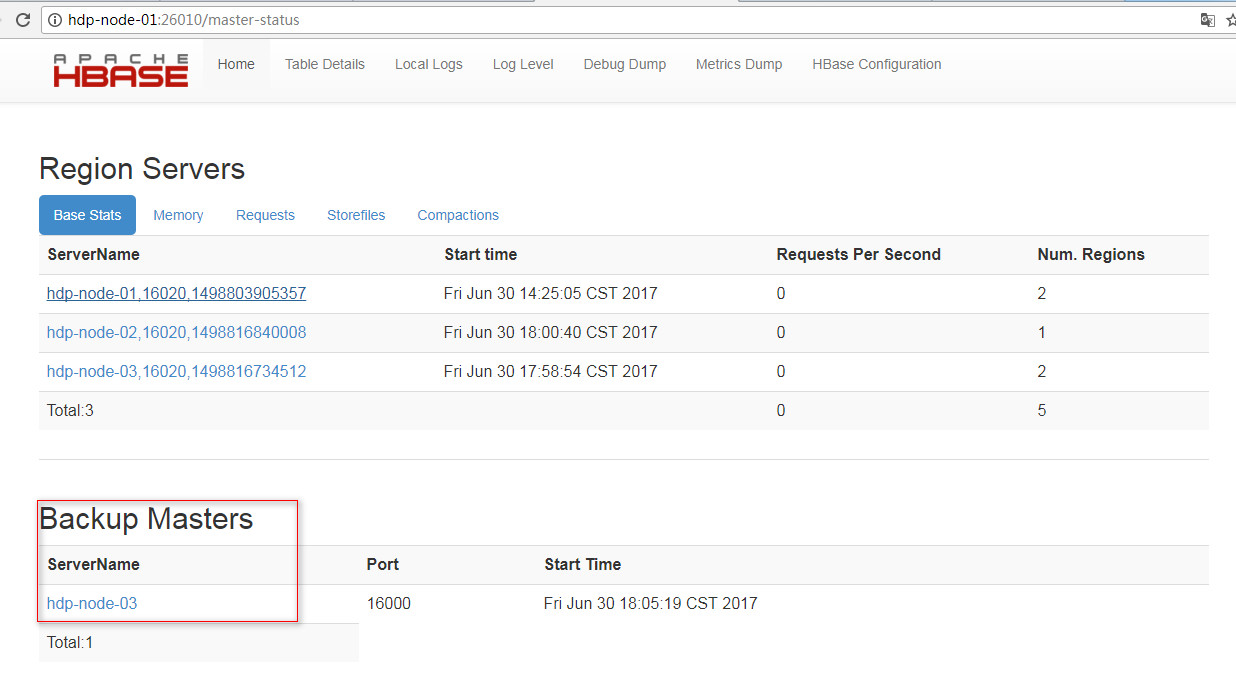 hdp-node-01:26010/master-status
APACHE
HBASE
Home Table Details Local Logs Log Level Debug Dump Metrics Dump HBase Configuration
Region Servers
Base Stats Memory Requests Storefiles Compactions
ServerName Start time Requests Per Second Num. Regions
hdp-node-01,16020,1498803905357 Fri Jun 30 14:25:05 CST 2017 0 2
hdp-node-02,16020,1498816840008 Fri Jun 30 18:00:40 CST 2017 0 1
hdp-node-03,16020,1498816734512 Fri Jun 30 17:58:54 CST 2017 0 2
Total:3 0 5
Backup Masters
ServerName Port Start Time
hdp-node-03 16000 Fri Jun 30 18:05:19 CST 2017
Total:1